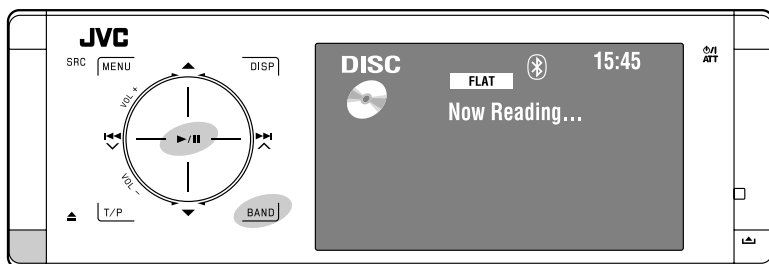 JVC
SRC
MENU
DISP
VOL +
VOL –
T/P
BAND
DISC
FLAT
15:45
Now Reading...
/I
ATT